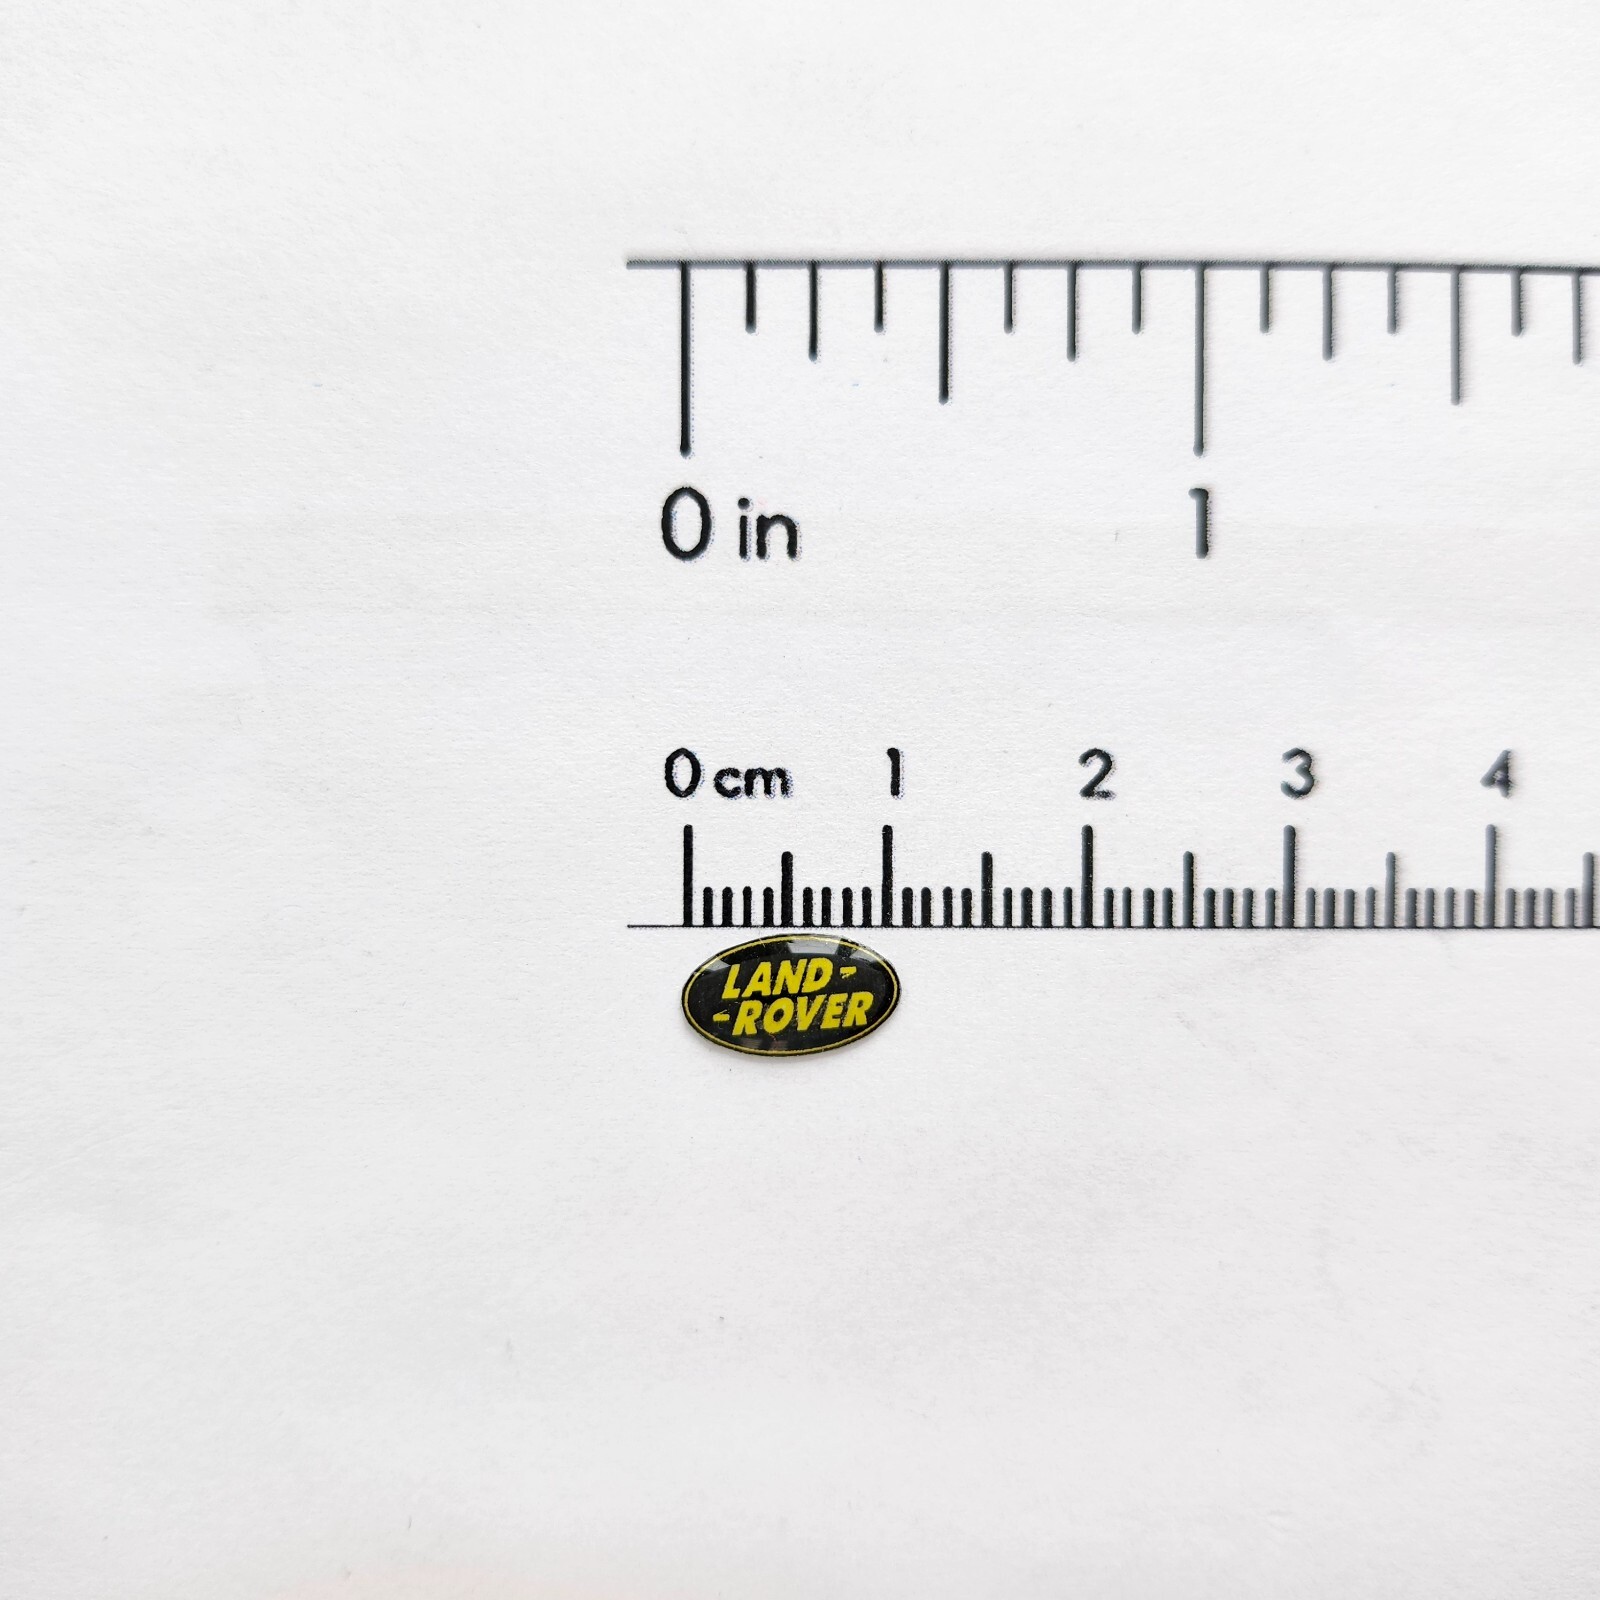 0 in 1
0 cm 1 2 3 4
LAND-
-ROVER